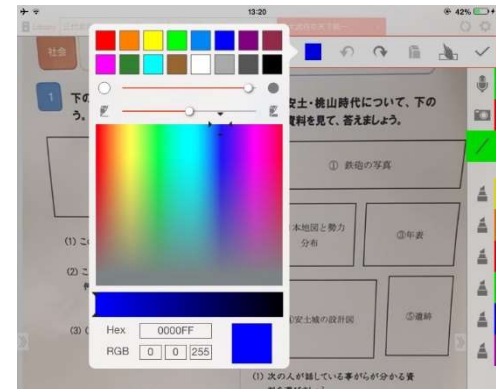 13:20
42%
社会
1
下の
う。
安土・桃山時代について、下の
資料を見て、答えましょう。
① 鉄砲の写真
本地図と勢力
分布
③年表
安土城の設計図
⑤遺跡
(1) こ
(2) こ
(3) (
Hex 0000FF
RGB 0 0 255
(1) 次の人が話している事がらが分かる資